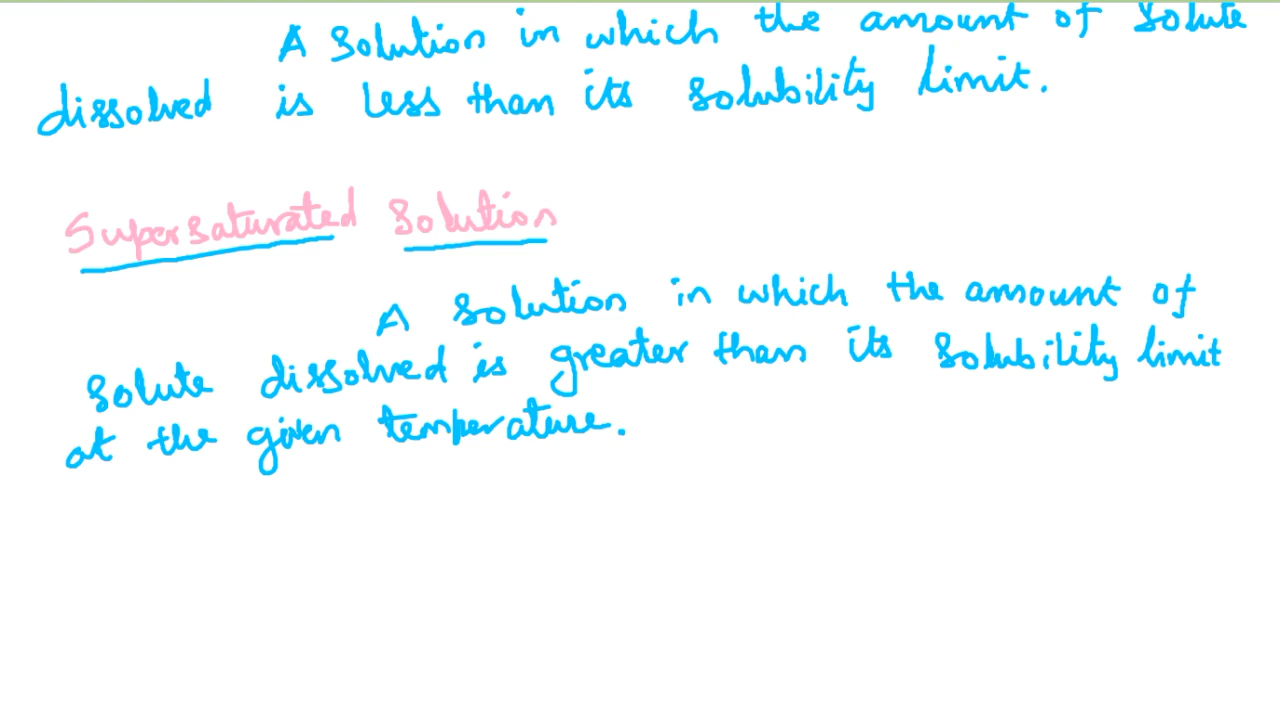 A solution in which the amount of solute
dissolved is less than its solubility limit.
Supersaturated solution
A solution in which the amount of
solute dissolved is greater than its solubility limit
at the given temperature.